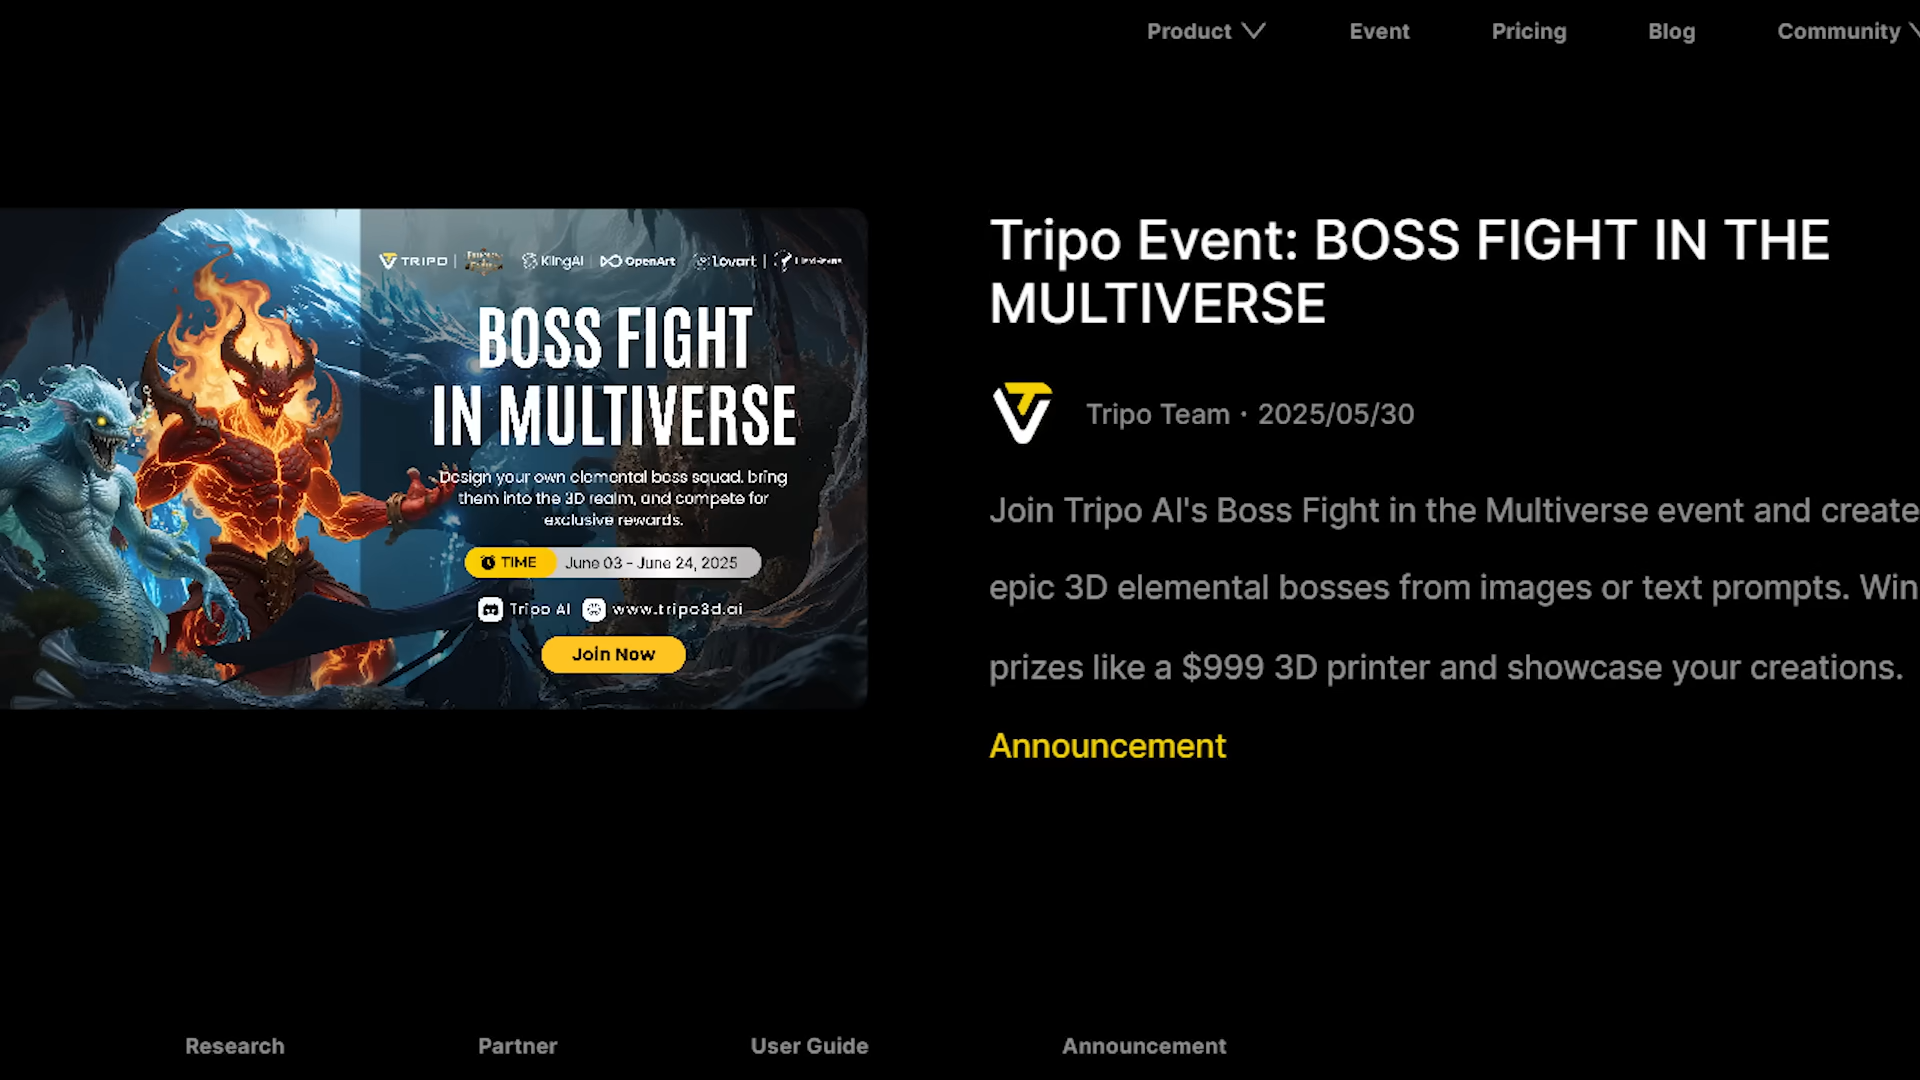 Product
Event
Pricing
Blog
Community
TRIPO
KlingAI
OpenArt
Lovart
BOSS FIGHT
IN MULTIVERSE
Design your own elemental boss squad, bring
them into the 3D realm, and compete for
exclusive rewards.
TIME
June 03 - June 24, 2025
Tripo AI
www.tripo3d.ai
Join Now
Tripo Event: BOSS FIGHT IN THE
MULTIVERSE
Tripo Team · 2025/05/30
Join Tripo AI's Boss Fight in the Multiverse event and create
epic 3D elemental bosses from images or text prompts. Win
prizes like a $999 3D printer and showcase your creations.
Announcement
Research
Partner
User Guide
Announcement